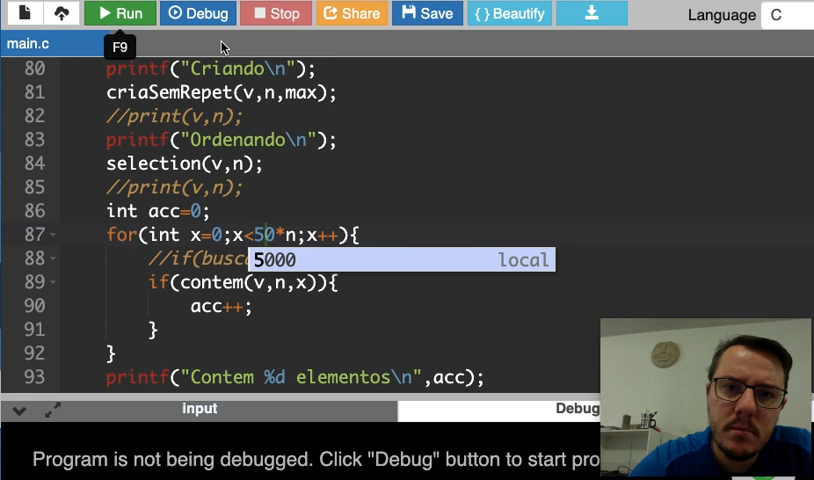 Run Debug Stop Share Save { } Beautify Language C
main.c F9
80 printf("Criando\n");
81 criaSemRepet(v,n,max);
82 //print(v,n);
83 printf("Ordenando\n");
84 selection(v,n);
85 //print(v,n);
86 int acc=0;
87 for(int x=0;x<50*n;x++){
88 //if(busc
5000 local
89 if(contem(v,n,x)){
90 acc++;
91 }
92 }
93 printf("Contem %d elementos\n",acc);
input Debug
Program is not being debugged. Click "Debug" button to start pro